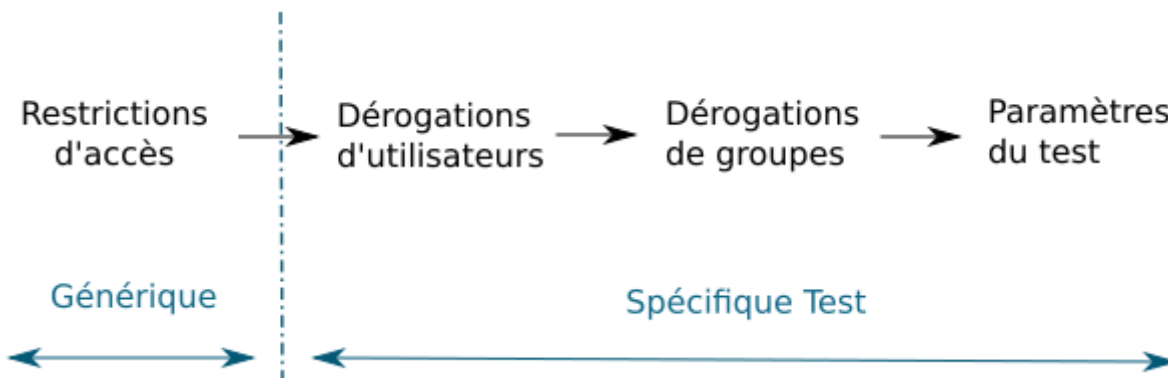 Restrictions
d'accès
Dérogations
d'utilisateurs
Dérogations
de groupes
Paramètres
du test
Générique
Spécifique Test